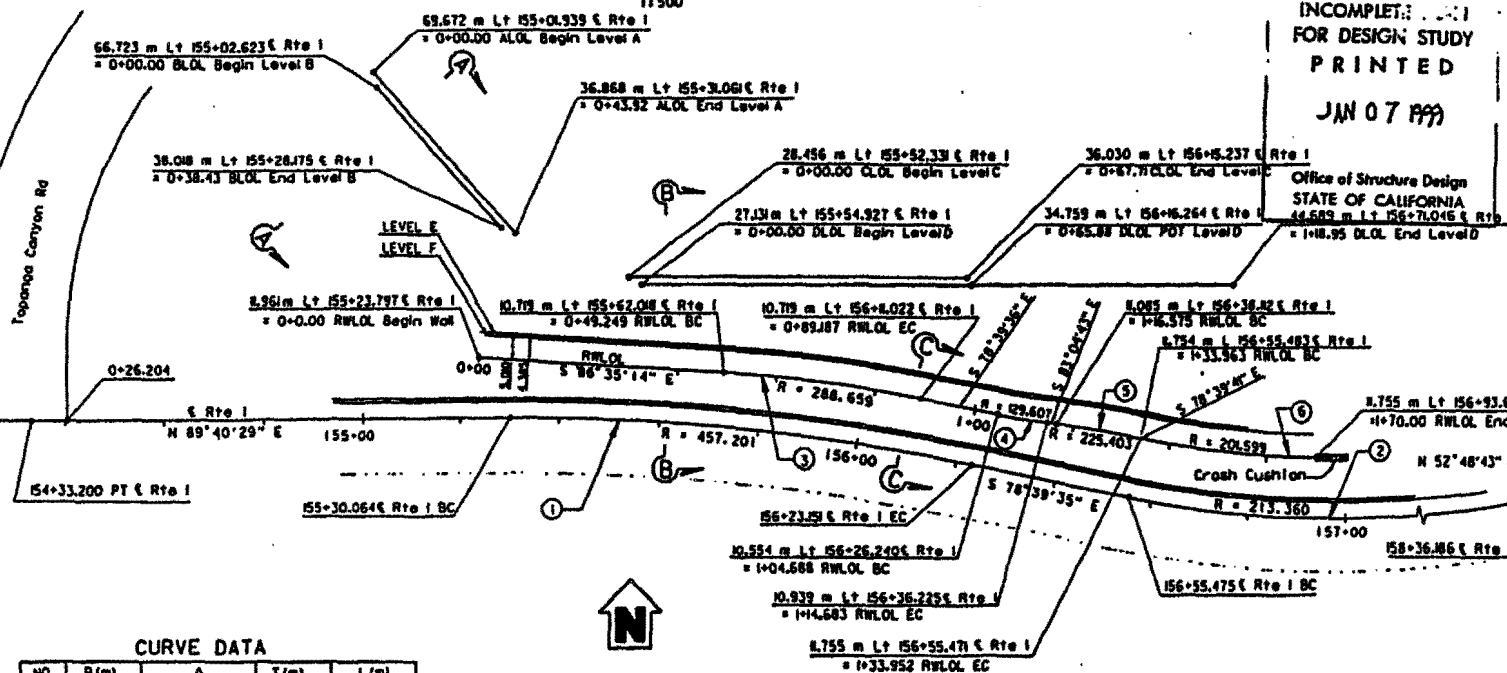 1:500
INCOMPLETE
FOR DESIGN STUDY
PRINTED
JAN 07 1999
Office of Structure Design
STATE OF CALIFORNIA
69.672 m Lt 155+01.939 ℄ Rte 1
= 0+00.00 ALOL Begin Level A
66.723 m Lt 155+02.623 ℄ Rte 1
= 0+00.00 BLOL Begin Level B
A
36.868 m Lt 155+31.061 ℄ Rte 1
= 0+43.92 ALOL End Level A
38.018 m Lt 155+28.175 ℄ Rte 1
= 0+38.43 BLOL End Level B
B
28.456 m Lt 155+52.331 ℄ Rte 1
= 0+00.00 CLOL Begin Level C
36.030 m Lt 156+15.237 ℄ Rte 1
= 0+67.71 CLOL End Level C
27.131 m Lt 155+54.927 ℄ Rte 1
= 0+00.00 DLOL Begin Level D
34.759 m Lt 156+16.264 ℄ Rte 1
= 0+65.88 DLOL POT Level D
44.689 m Lt 156+71.046 ℄ Rte
= 1+18.95 DLOL End Level D
Topanga Canyon Rd
A
LEVEL E
LEVEL F
11.961 m Lt 155+23.797 ℄ Rte 1
= 0+0.00 RWLOL Begin Wall
10.719 m Lt 155+62.018 ℄ Rte 1
= 0+49.249 RWLOL BC
10.719 m Lt 156+11.022 ℄ Rte 1
= 0+89.187 RWLOL EC
S 78°39'36" E
S 83°04'43" E
11.085 m Lt 156+38.112 ℄ Rte 1
= 1+16.575 RWLOL BC
11.754 m L 156+55.483 ℄ Rte 1
= 1+33.963 RWLOL BC
C
0+00
RWLOL
S 86°35'14" E
R = 288.659
1+00
R = 129.607
4
5
R = 225.403
S 78°39'41" E
R = 201.599
6
11.755 m Lt 156+93.6
=1+70.00 RWLOL End
Crash Cushion
2
N 52°48'43"
0+26.204
℄ Rte 1
N 89°40'29" E
155+00
R = 457.201
3
156+00
B
C
S 78°39'35" E
R = 213.360
157+00
154+33.200 PT ℄ Rte 1
155+30.064 ℄ Rte 1 BC
1
156+23.151 ℄ Rte 1 EC
158+36.186 ℄ Rte
10.554 m Lt 156+26.240 ℄ Rte 1
= 1+04.688 RWLOL BC
156+55.475 ℄ Rte 1 BC
10.939 m Lt 156+36.225 ℄ Rte 1
= 1+14.683 RWLOL EC
N
11.755 m Lt 156+55.471 ℄ Rte 1
= 1+33.952 RWLOL EC
CURVE DATA
NO R(m) Δ T(m) L(m)